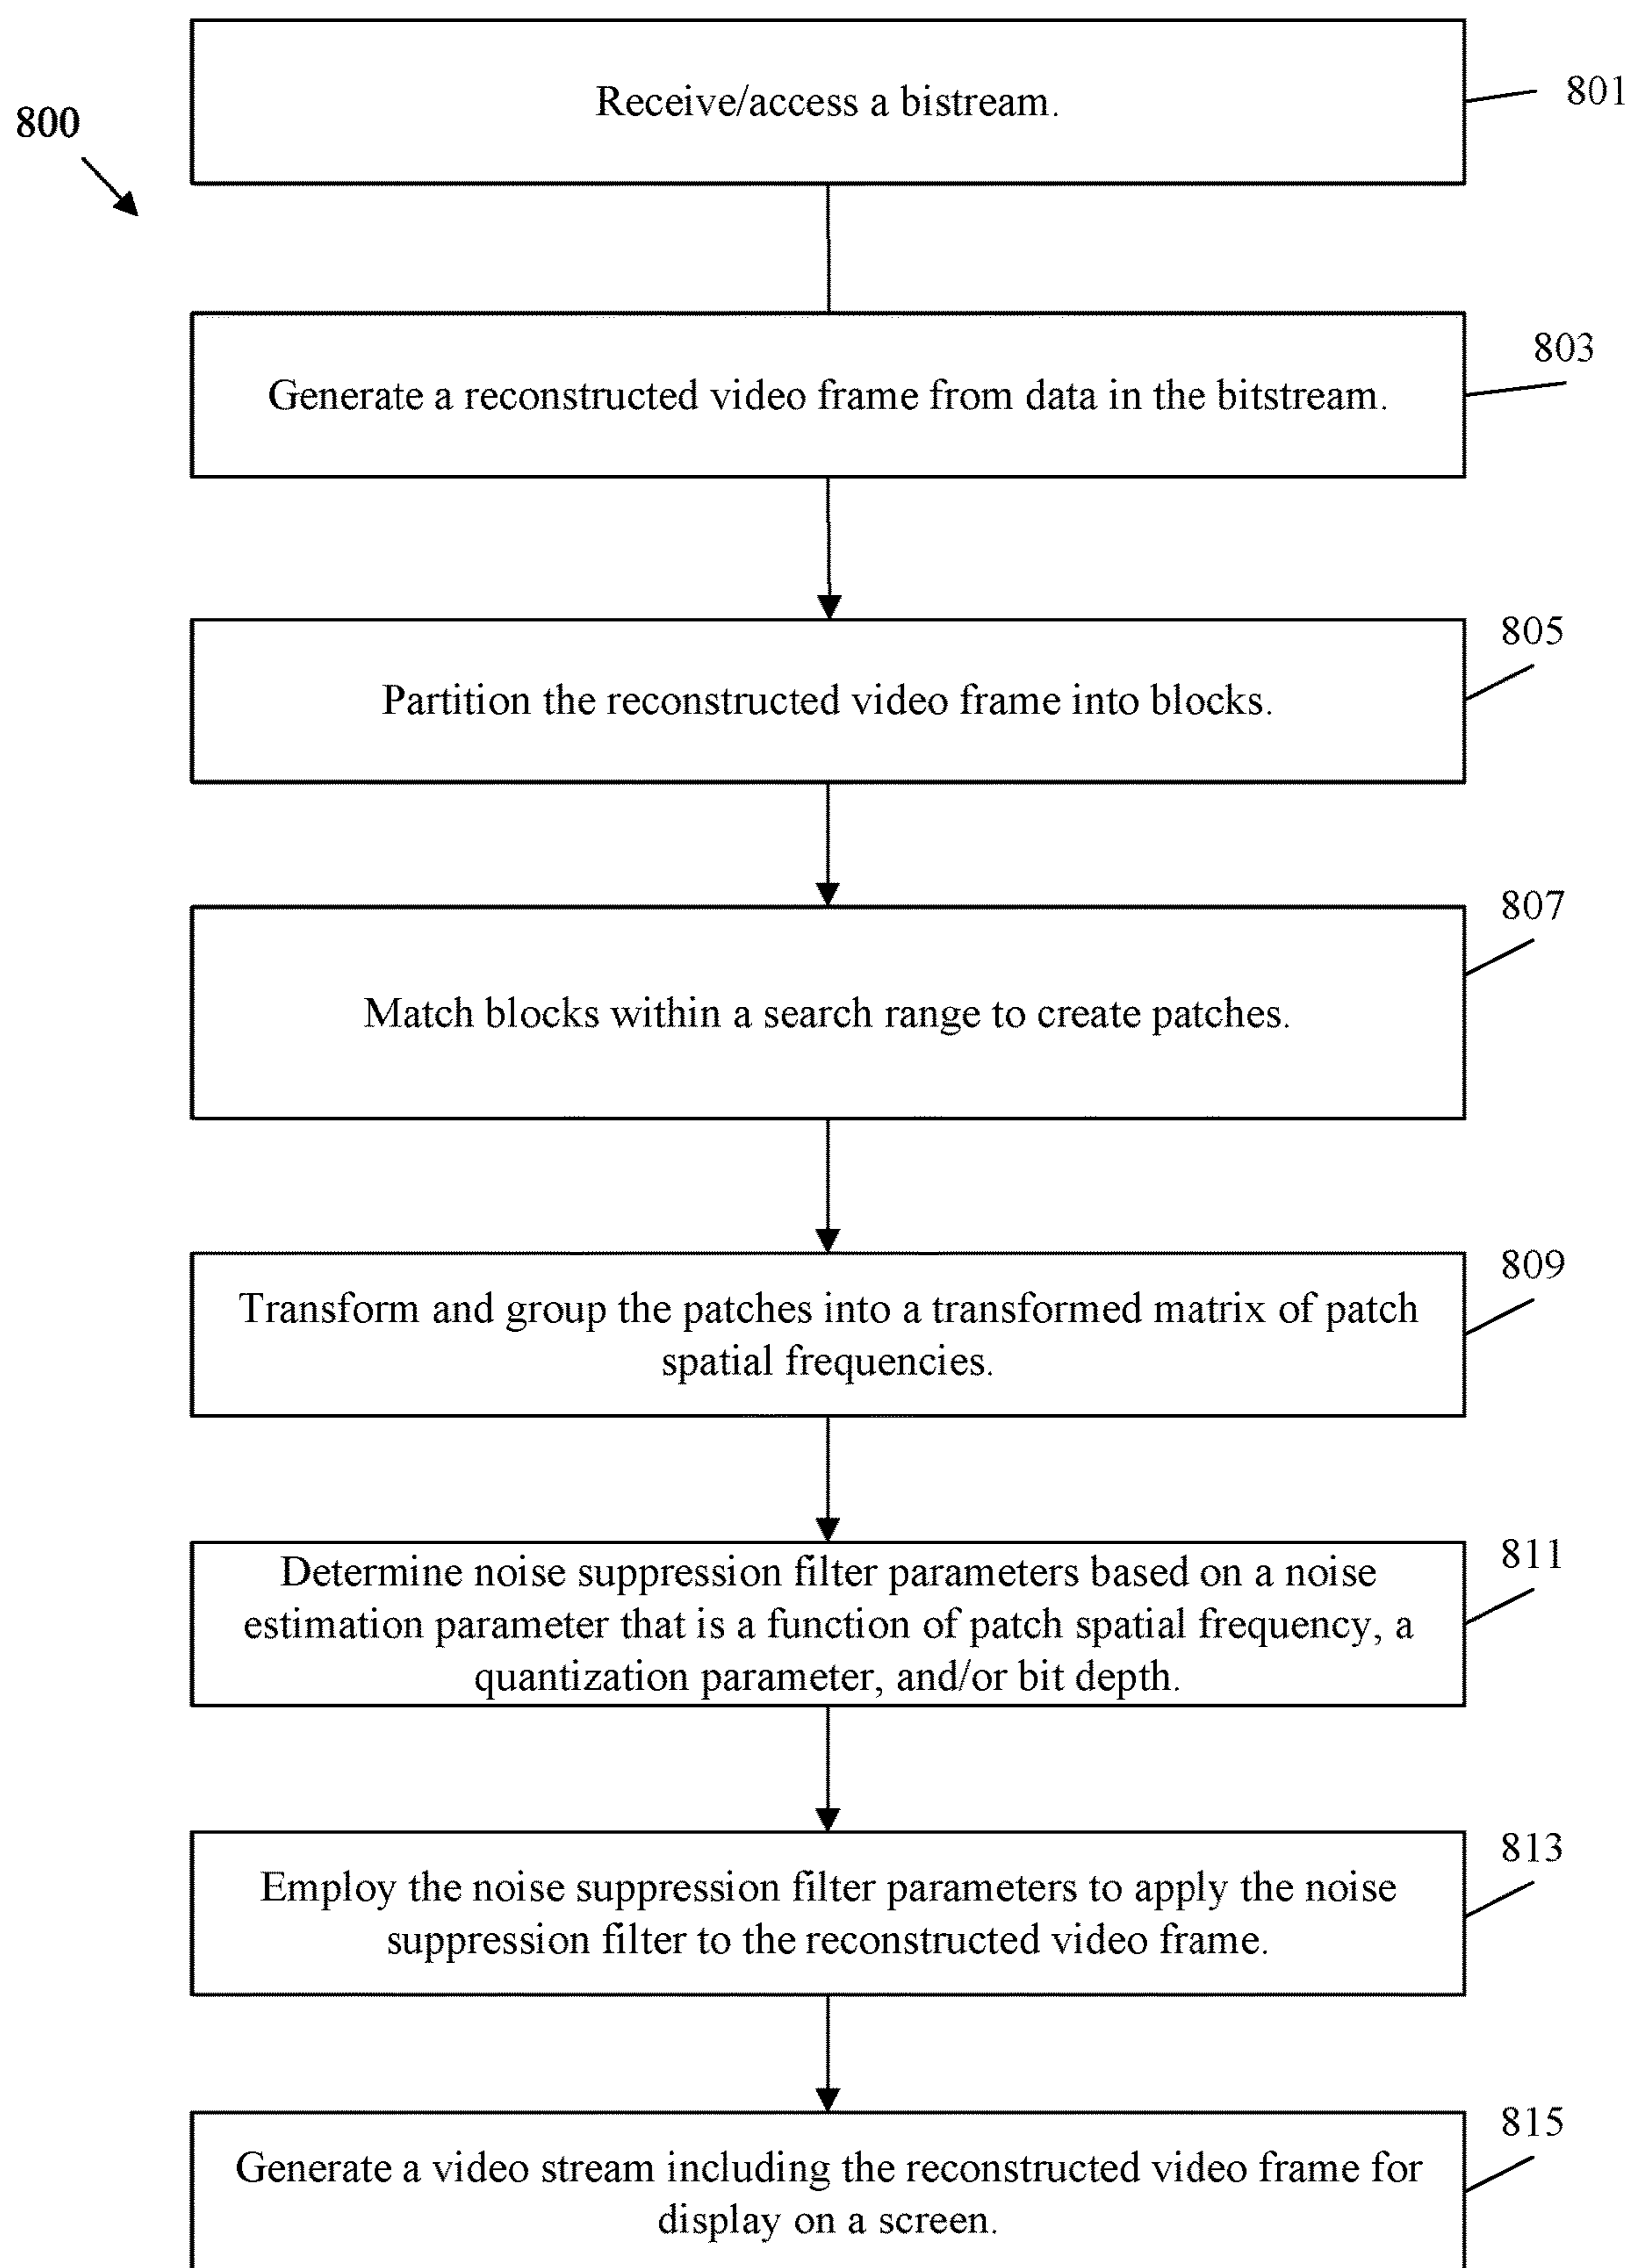 800
Receive/access a bistream.
801
Generate a reconstructed video frame from data in the bitstream.
803
Partition the reconstructed video frame into blocks.
805
Match blocks within a search range to create patches.
807
Transform and group the patches into a transformed matrix of patch
spatial frequencies.
809
Determine noise suppression filter parameters based on a noise
estimation parameter that is a function of patch spatial frequency, a
quantization parameter, and/or bit depth.
811
Employ the noise suppression filter parameters to apply the noise
suppression filter to the reconstructed video frame.
813
Generate a video stream including the reconstructed video frame for
display on a screen.
815